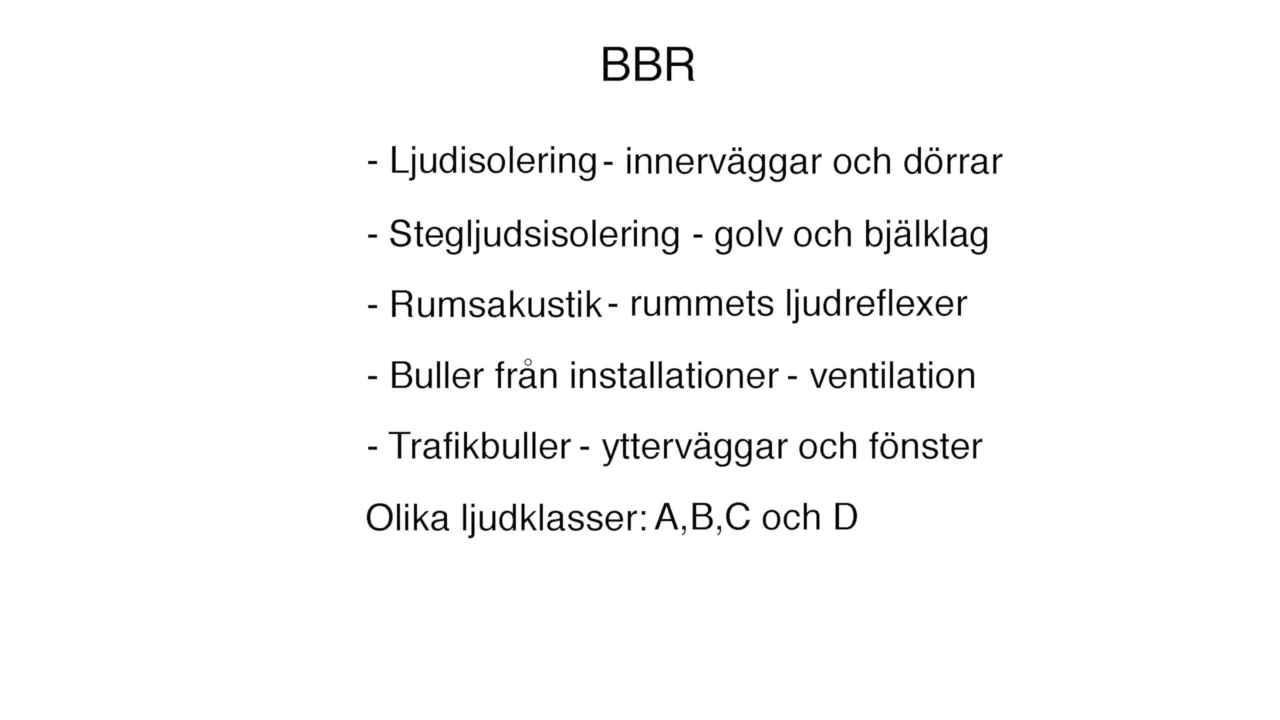 BBR
- Ljudisolering - innerväggar och dörrar
- Stegljudsisolering - golv och bjälklag
- Rumsakustik - rummets ljudreflexer
- Buller från installationer - ventilation
- Trafikbuller - ytterväggar och fönster
Olika ljudklasser: A,B,C och D